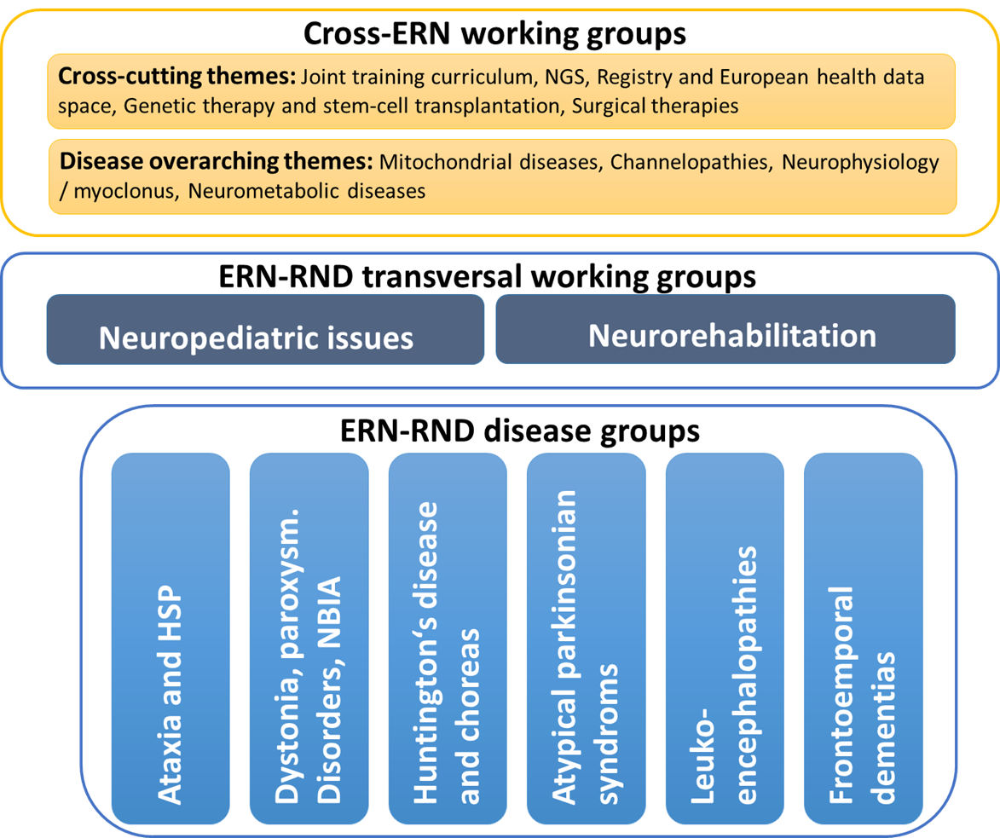 Cross-ERN working groups
Cross-cutting themes: Joint training curriculum, NGS, Registry and European health data
space, Genetic therapy and stem-cell transplantation, Surgical therapies
Disease overarching themes: Mitochondrial diseases, Channelopathies, Neurophysiology
/ myoclonus, Neurometabolic diseases
ERN-RND transversal working groups
Neuropediatric issues
Neurorehabilitation
ERN-RND disease groups
Ataxia and HSP
Dystonia, paroxysm.
Disorders, NBIA
Huntington‘s disease
and choreas
Atypical parkinsonian
syndroms
Leuko-
encephalopathies
Frontoemporal
dementias